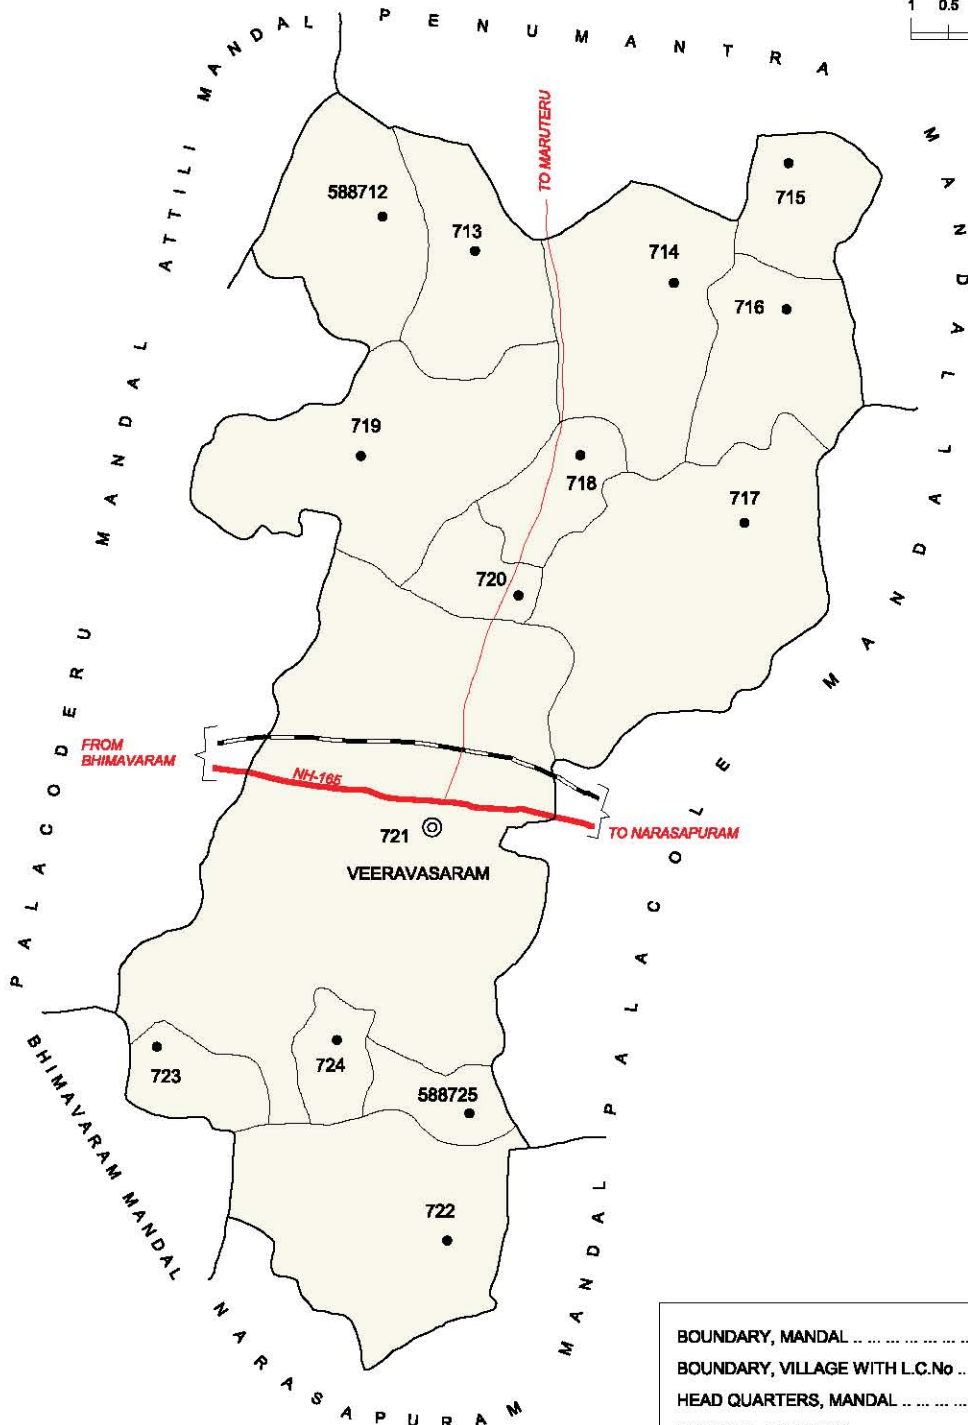 1 0.5
ATTILI MANDAL
PENUMANTRA MANDAL
TO MARUTERU
588712
713
714
715
716
719
718
717
720
PALACODERU MANDAL
PALACOLE MANDAL
FROM
BHIMAVARAM
NH-165
TO NARASAPURAM
721
VEERAVASARAM
723
724
588725
722
BHIMAVARAM MANDAL
NARASAPURAM MANDAL
BOUNDARY, MANDAL .. ... ... ... ... ... ..
BOUNDARY, VILLAGE WITH L.C.No ..
HEAD QUARTERS, MANDAL .. ... ...